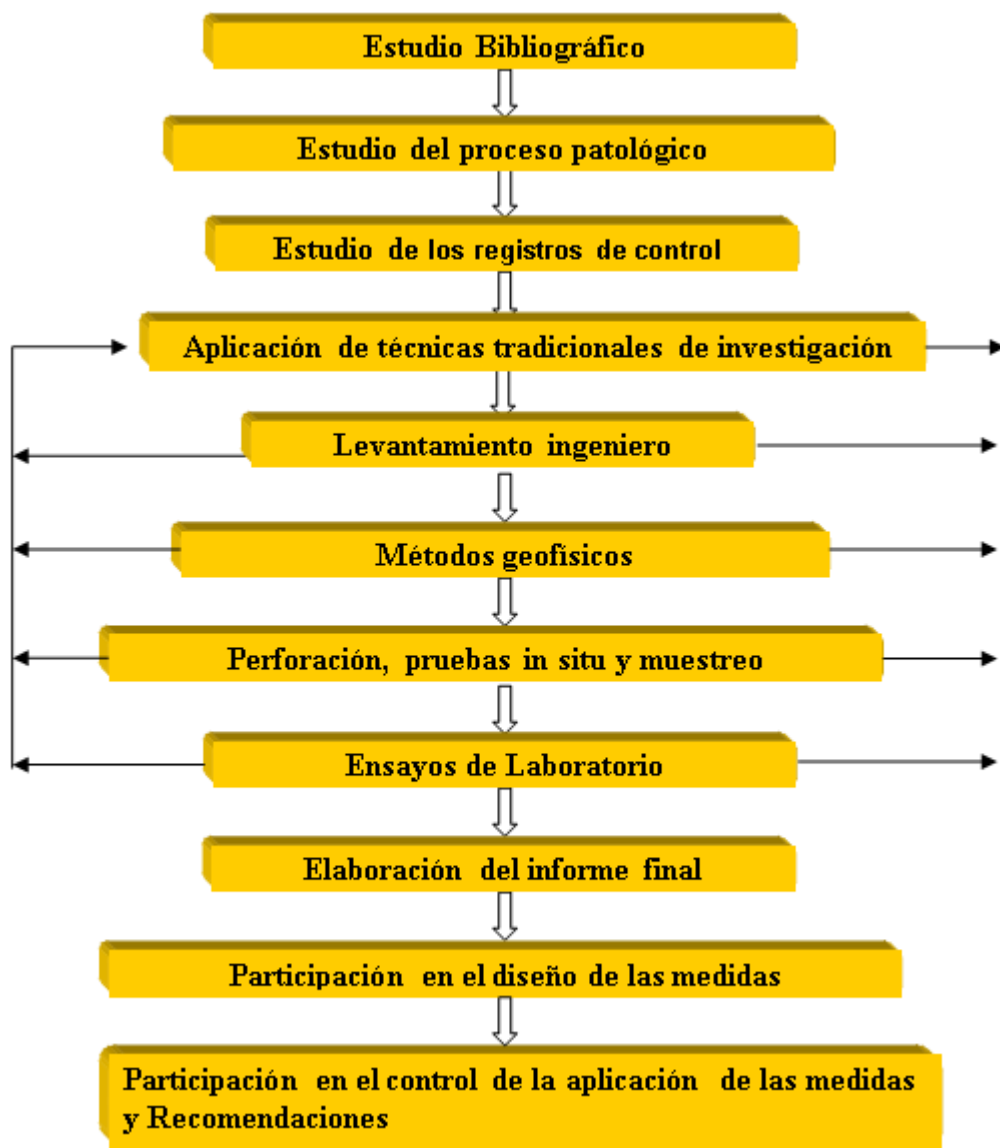 Estudio Bibliográfico
Estudio del proceso patológico
Estudio de los registros de control
Aplicación de técnicas tradicionales de investigación
Levantamiento ingeniero
Métodos geofísicos
Perforación, pruebas in situ y muestreo
Ensayos de Laboratorio
Elaboración del informe final
Participación en el diseño de las medidas
Participación en el control de la aplicación de las medidas
y Recomendaciones